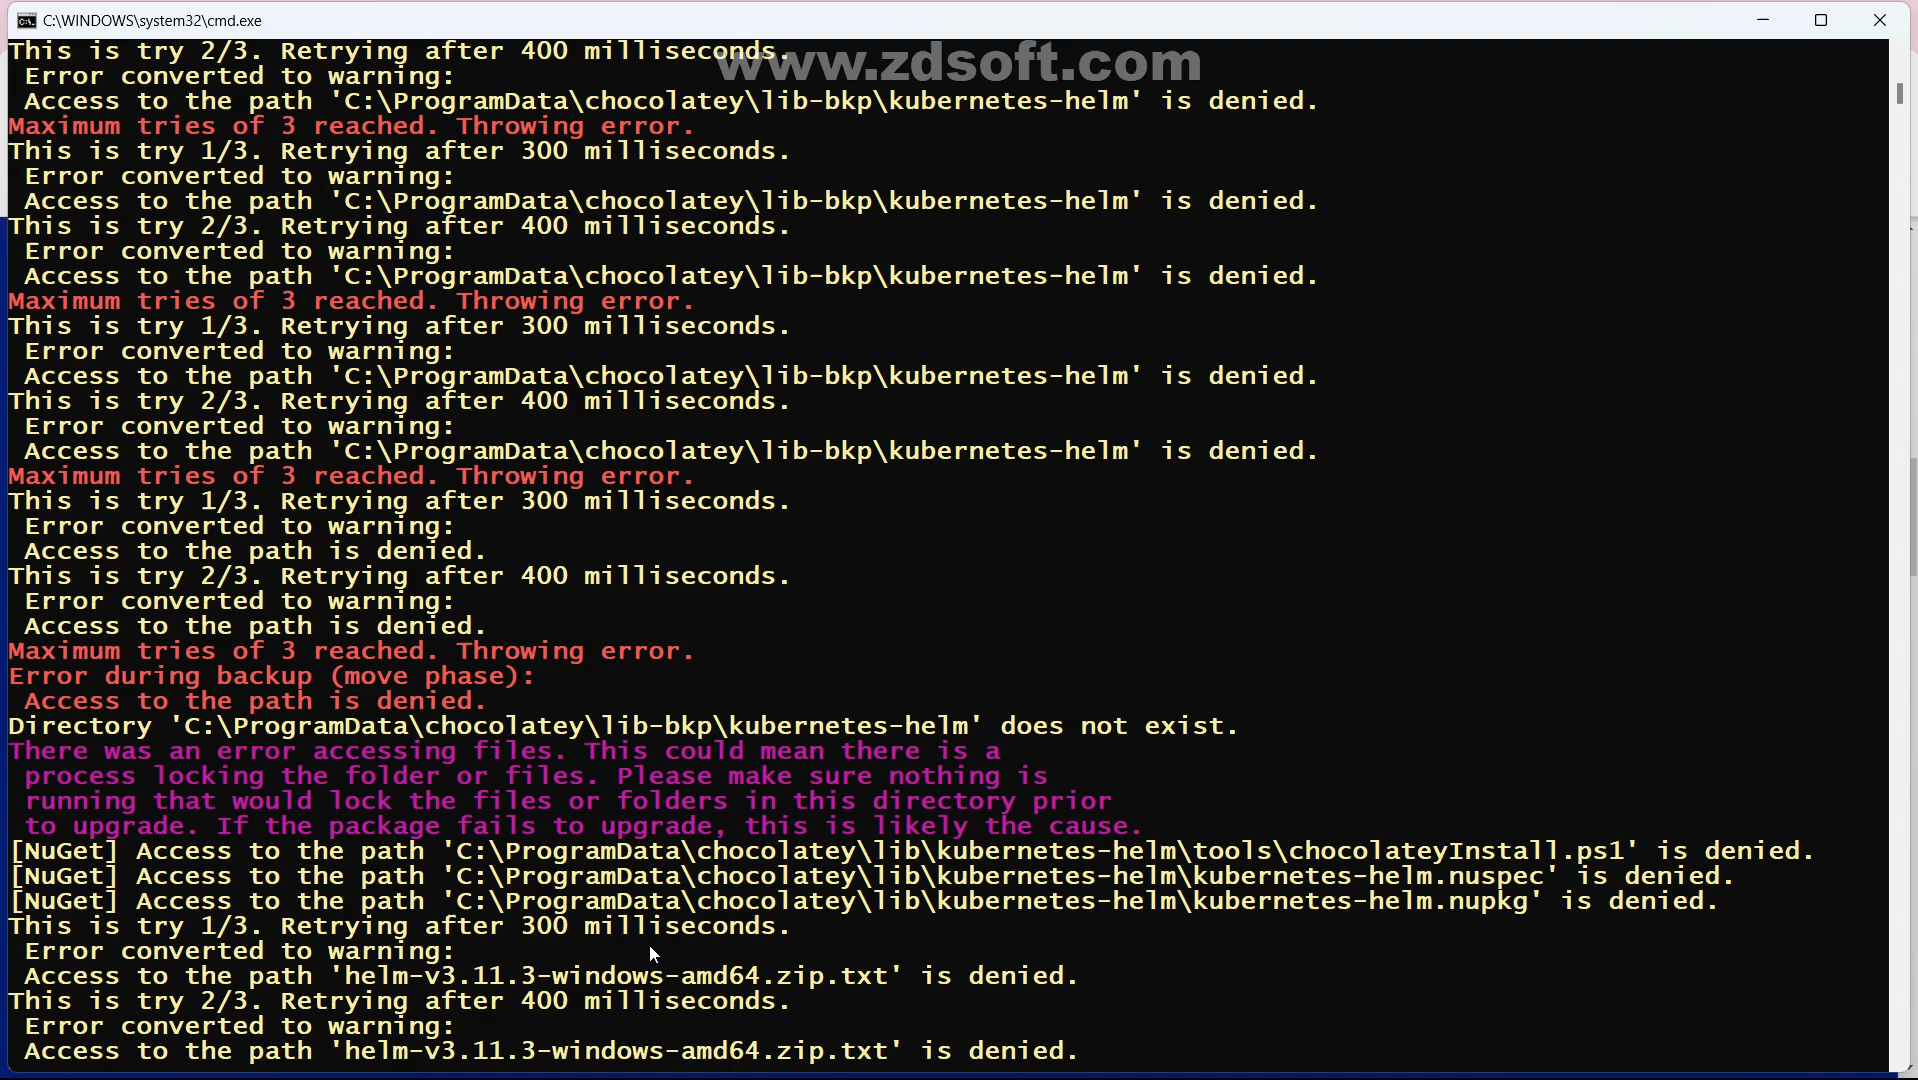 C:\WINDOWS\system32\cmd.exe
www.zdsoft.com
This is try 2/3. Retrying after 400 milliseconds.
Error converted to warning:
Access to the path 'C:\ProgramData\chocolatey\lib-bkp\kubernetes-helm' is denied.
Maximum tries of 3 reached. Throwing error.
This is try 1/3. Retrying after 300 milliseconds.
Error converted to warning:
Access to the path 'C:\ProgramData\chocolatey\lib-bkp\kubernetes-helm' is denied.
This is try 2/3. Retrying after 400 milliseconds.
Error converted to warning:
Access to the path 'C:\ProgramData\chocolatey\lib-bkp\kubernetes-helm' is denied.
Maximum tries of 3 reached. Throwing error.
This is try 1/3. Retrying after 300 milliseconds.
Error converted to warning:
Access to the path 'C:\ProgramData\chocolatey\lib-bkp\kubernetes-helm' is denied.
This is try 2/3. Retrying after 400 milliseconds.
Error converted to warning:
Access to the path 'C:\ProgramData\chocolatey\lib-bkp\kubernetes-helm' is denied.
Maximum tries of 3 reached. Throwing error.
This is try 1/3. Retrying after 300 milliseconds.
Error converted to warning:
Access to the path is denied.
This is try 2/3. Retrying after 400 milliseconds.
Error converted to warning:
Access to the path is denied.
Maximum tries of 3 reached. Throwing error.
Error during backup (move phase):
Access to the path is denied.
Directory 'C:\ProgramData\chocolatey\lib-bkp\kubernetes-helm' does not exist.
There was an error accessing files. This could mean there is a
process locking the folder or files. Please make sure nothing is
running that would lock the files or folders in this directory prior
to upgrade. If the package fails to upgrade, this is likely the cause.
[NuGet] Access to the path 'C:\ProgramData\chocolatey\lib\kubernetes-helm\tools\chocolateyInstall.ps1' is denied.
[NuGet] Access to the path 'C:\ProgramData\chocolatey\lib\kubernetes-helm\kubernetes-helm.nuspec' is denied.
[NuGet] Access to the path 'C:\ProgramData\chocolatey\lib\kubernetes-helm\kubernetes-helm.nupkg' is denied.
This is try 1/3. Retrying after 300 milliseconds.
Error converted to warning:
Access to the path 'helm-v3.11.3-windows-amd64.zip.txt' is denied.
This is try 2/3. Retrying after 400 milliseconds.
Error converted to warning:
Access to the path 'helm-v3.11.3-windows-amd64.zip.txt' is denied.